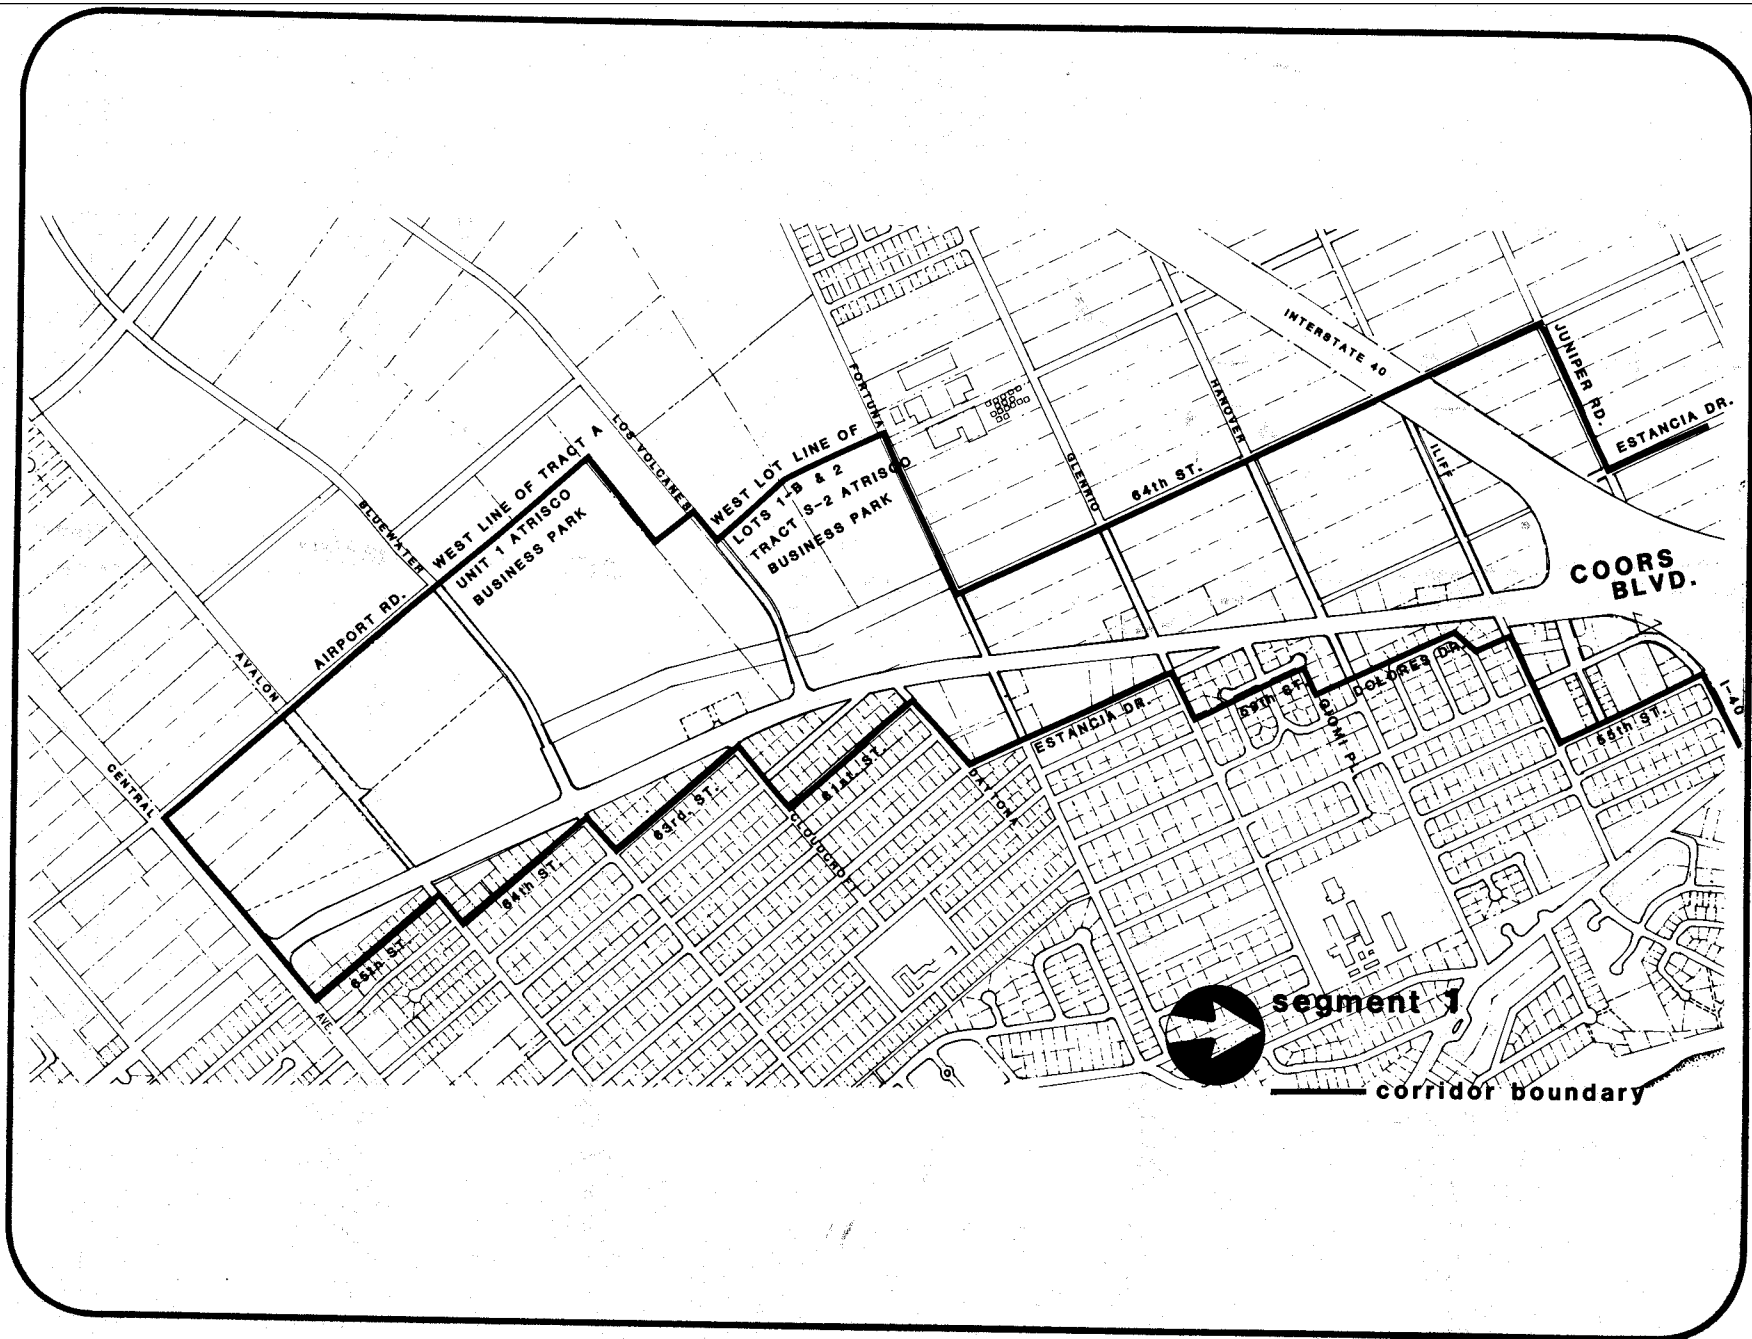 INTERSTATE 40
JUNIPER RD.
ESTANCIA DR.
FORTUNA
HANOVER
ILIFF
GLENRIO
64th ST.
LOS VOLCANES
WEST LOT LINE OF
LOTS 1-B & 2
TRACT S-2 ATRISCO
BUSINESS PARK
WEST LINE OF TRACT A
UNIT 1 ATRISCO
BUSINESS PARK
BLUEWATER
AIRPORT RD.
AVALON
CENTRAL
AVE.
COORS
BLVD.
I-40
55th ST.
DOLORES DR.
59th ST.
ESTANCIA DR.
DAYTONA
61st. ST.
CLOUDCROFT
63rd. ST.
64th ST.
65th ST.
segment 1
corridor boundary